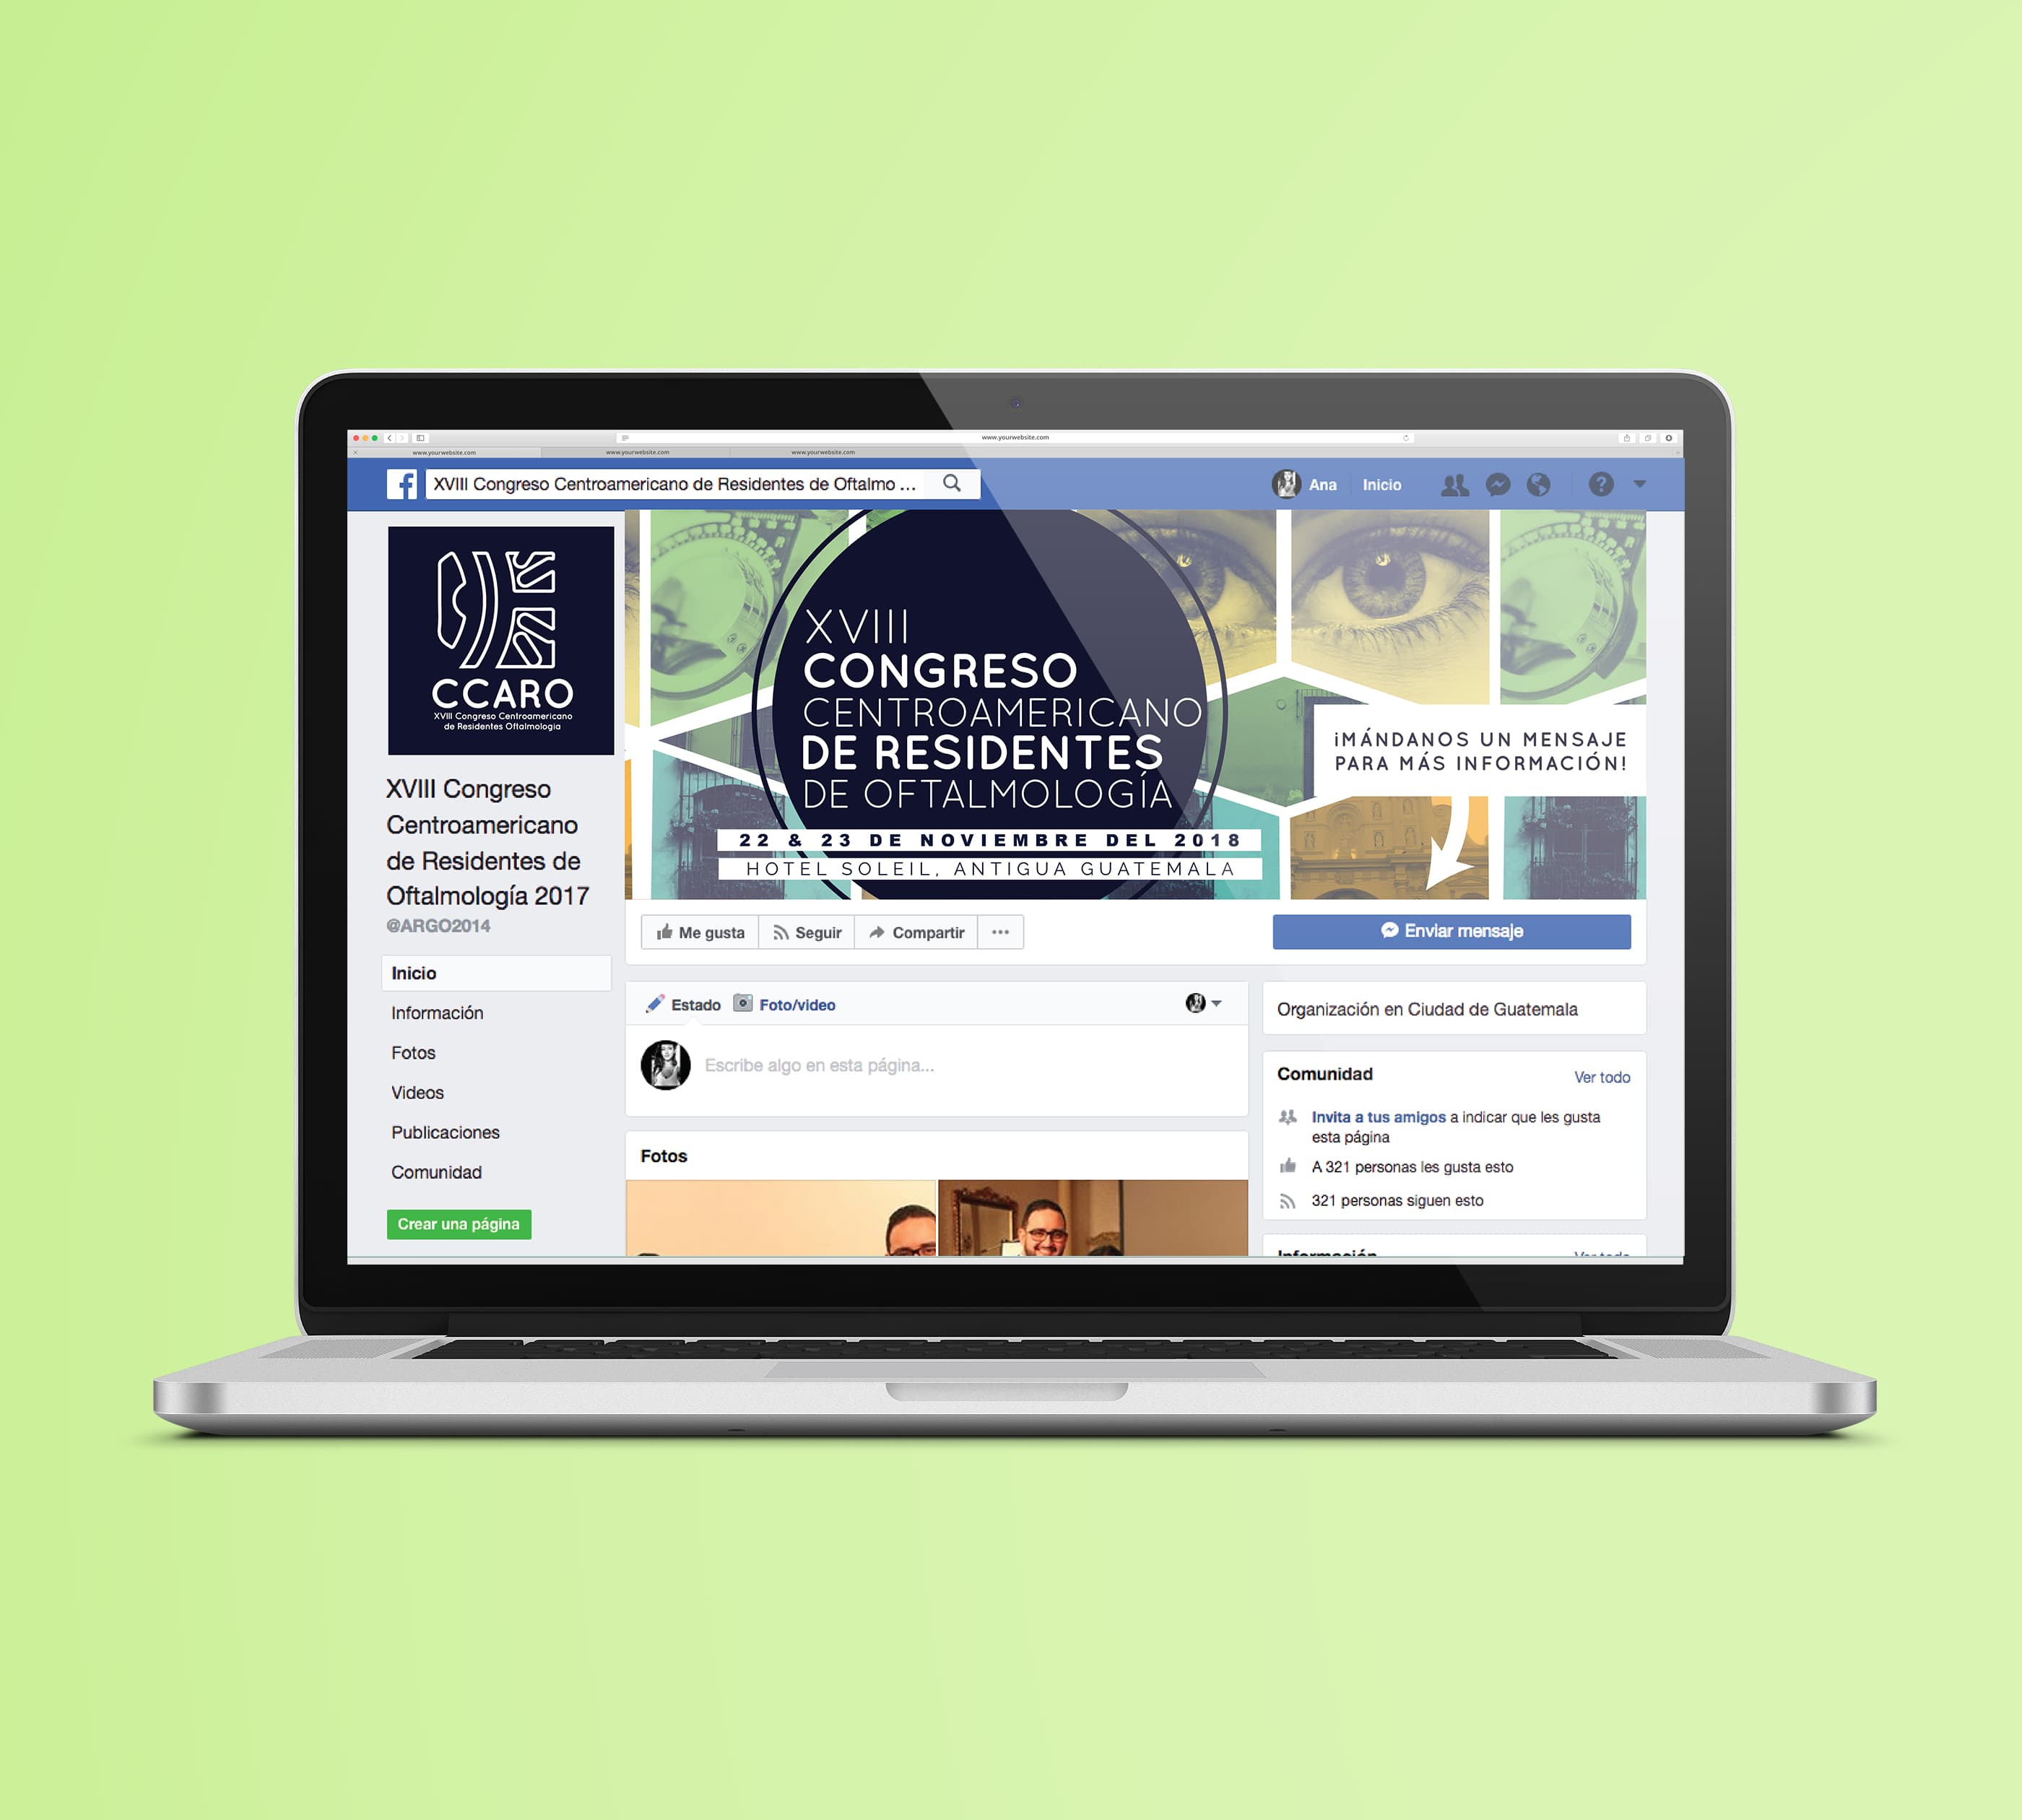 www.yourwebsite.com
www.yourwebsite.com
www.yourwebsite.com
www.yourwebsite.com
XVIII Congreso Centroamericano de Residentes de Oftalmo ...
Ana
Inicio
CCARO
XVIII Congreso Centroamericano
de Residentes Oftalmologia
XVIII Congreso
Centroamericano
de Residentes de
Oftalmología 2017
@ARGO2014
Inicio
Información
Fotos
Videos
Publicaciones
Comunidad
Crear una página
XVIII
CONGRESO
CENTROAMERICANO
DE RESIDENTES
DE OFTALMOLOGÍA
22 & 23 DE NOVIEMBRE DEL 2018
HOTEL SOLEIL, ANTIGUA GUATEMALA
¡MÁNDANOS UN MENSAJE
PARA MÁS INFORMACIÓN!
Me gusta
Seguir
Compartir
Enviar mensaje
Estado
Foto/video
Escribe algo en esta página...
Fotos
Organización en Ciudad de Guatemala
Comunidad
Ver todo
Invita a tus amigos a indicar que les gusta
esta página
A 321 personas les gusta esto
321 personas siguen esto
Información
Ver todo